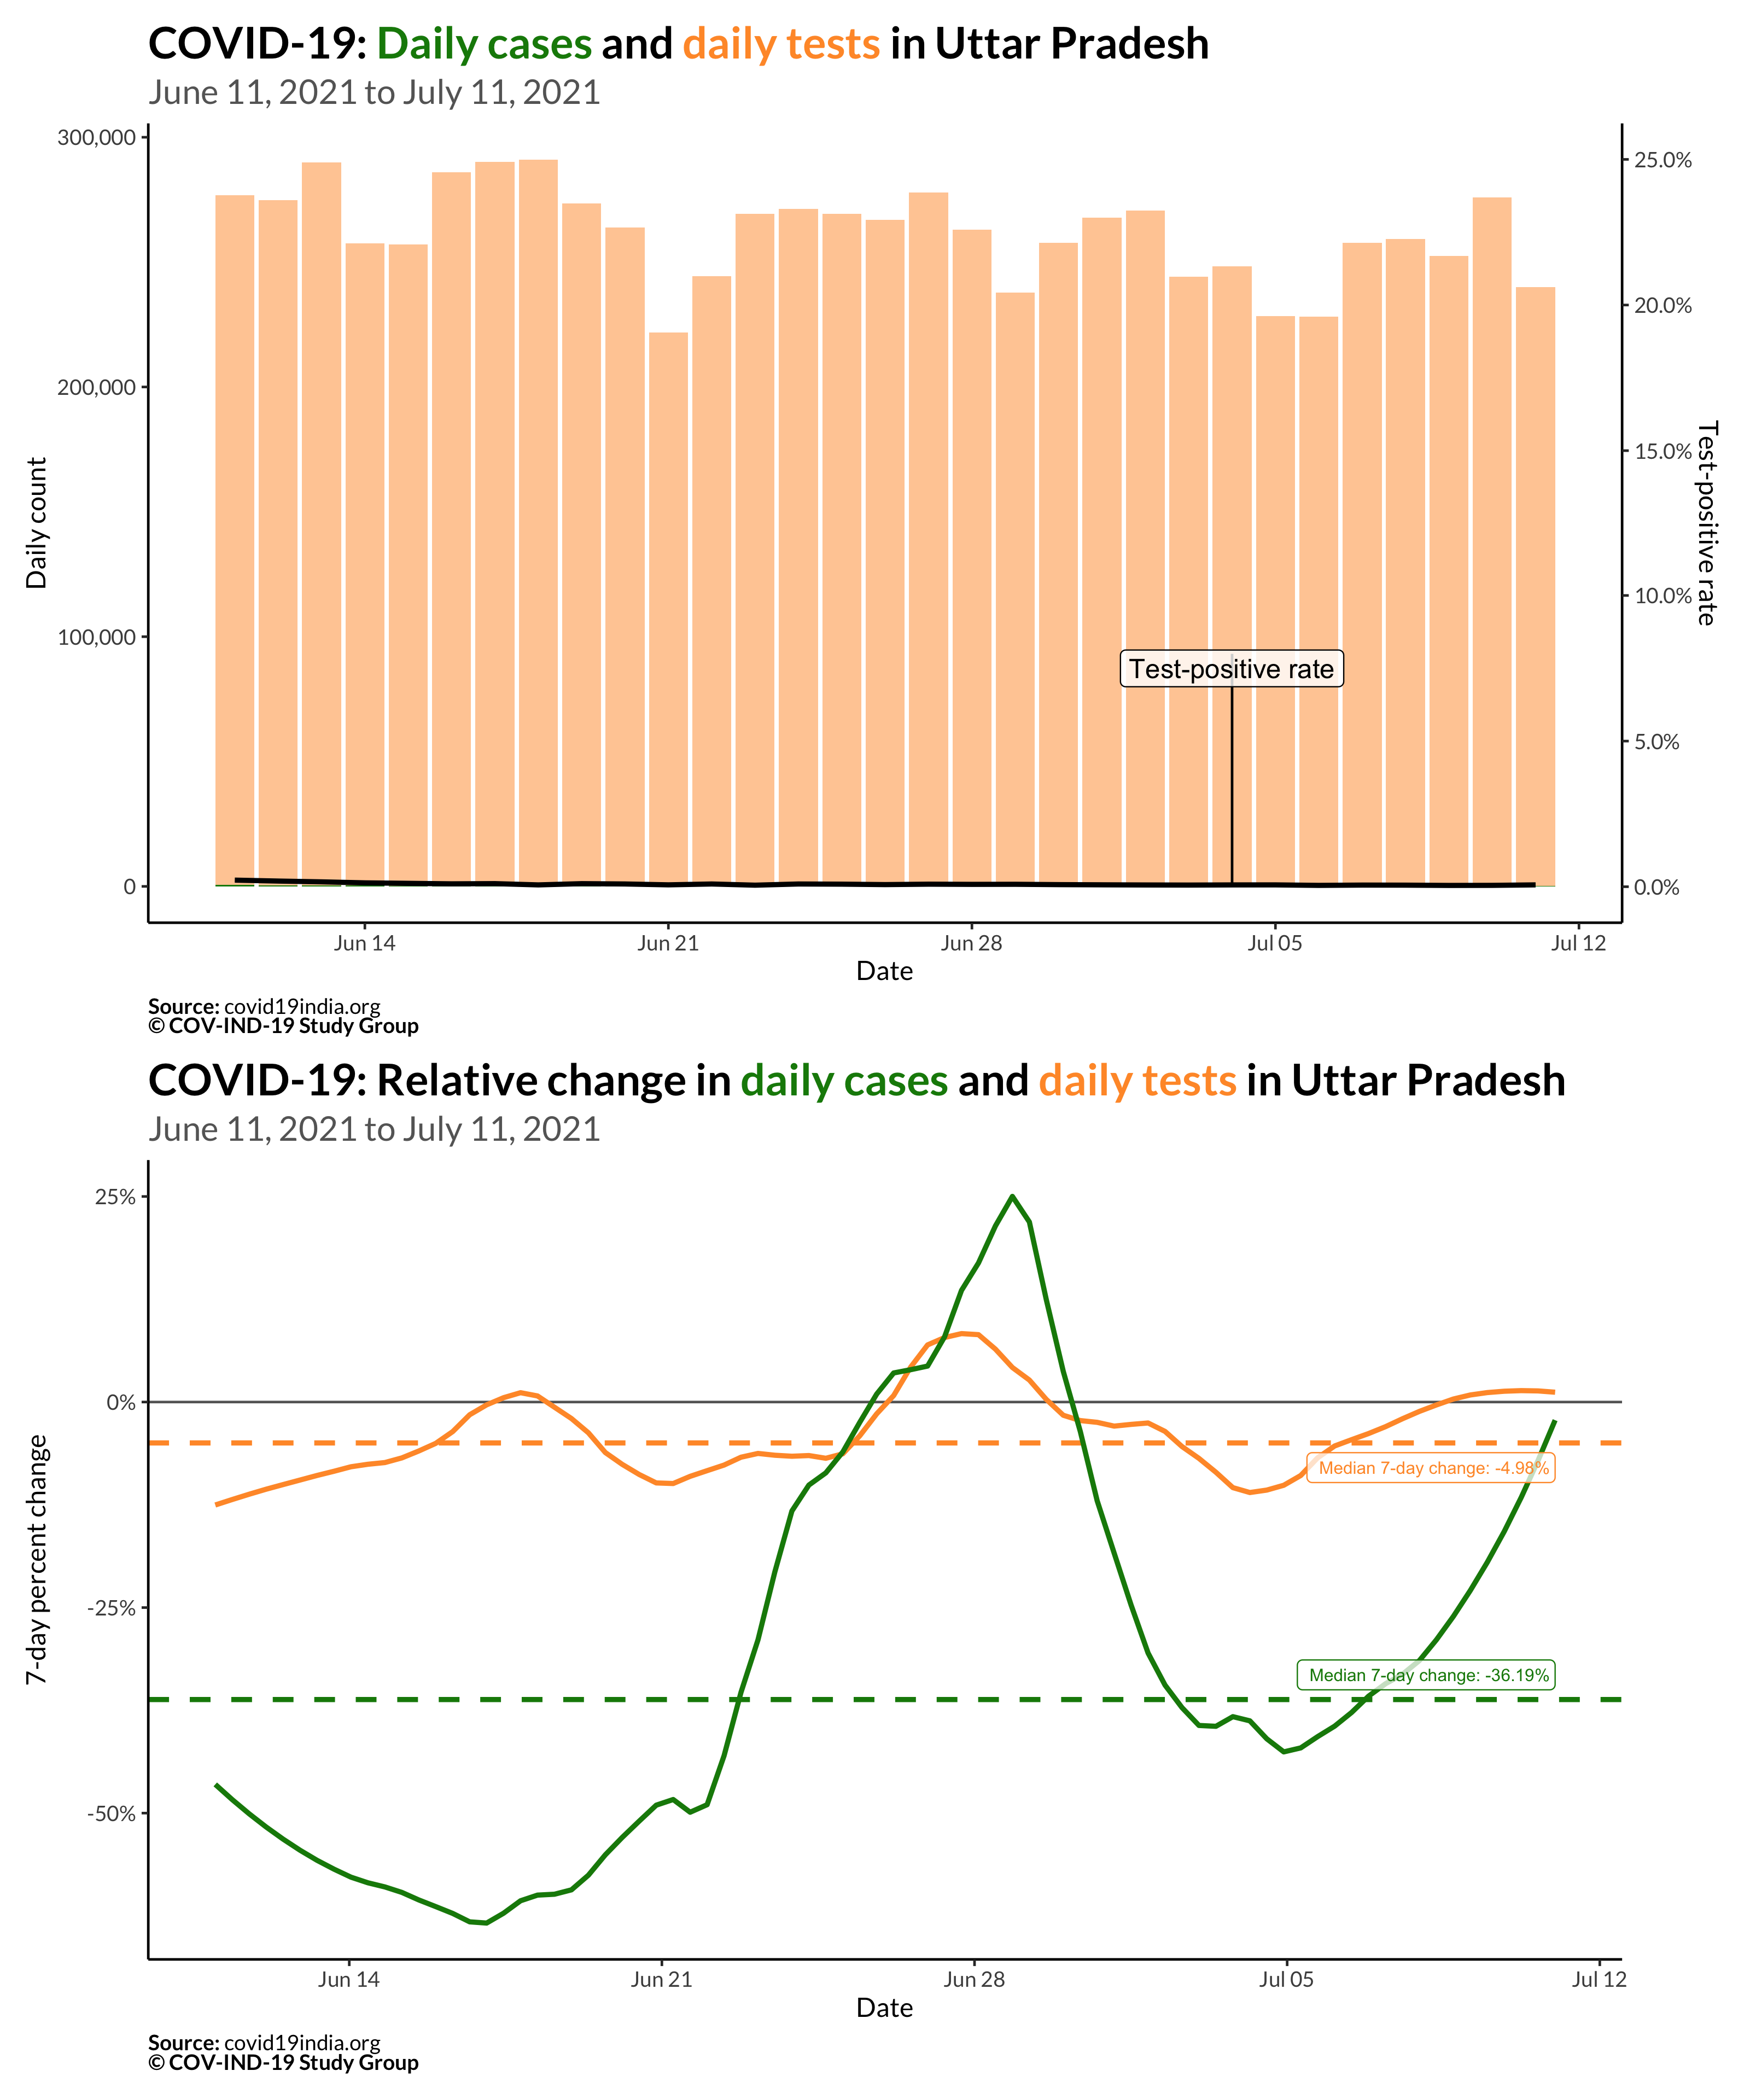 COVID-19: Daily cases and daily tests in Uttar Pradesh
June 11, 2021 to July 11, 2021
300,000
200,000
100,000
0
Daily count
25.0%
20.0%
15.0%
10.0%
5.0%
0.0%
Test-positive rate
Test-positive rate
Jun 14
Jun 21
Jun 28
Jul 05
Jul 12
Date
Source: covid19india.org
© COV-IND-19 Study Group
COVID-19: Relative change in daily cases and daily tests in Uttar Pradesh
June 11, 2021 to July 11, 2021
25%
0%
-25%
-50%
7-day percent change
Median 7-day change: -4.98%
Median 7-day change: -36.19%
Jun 14
Jun 21
Jun 28
Jul 05
Jul 12
Date
Source: covid19india.org
© COV-IND-19 Study Group